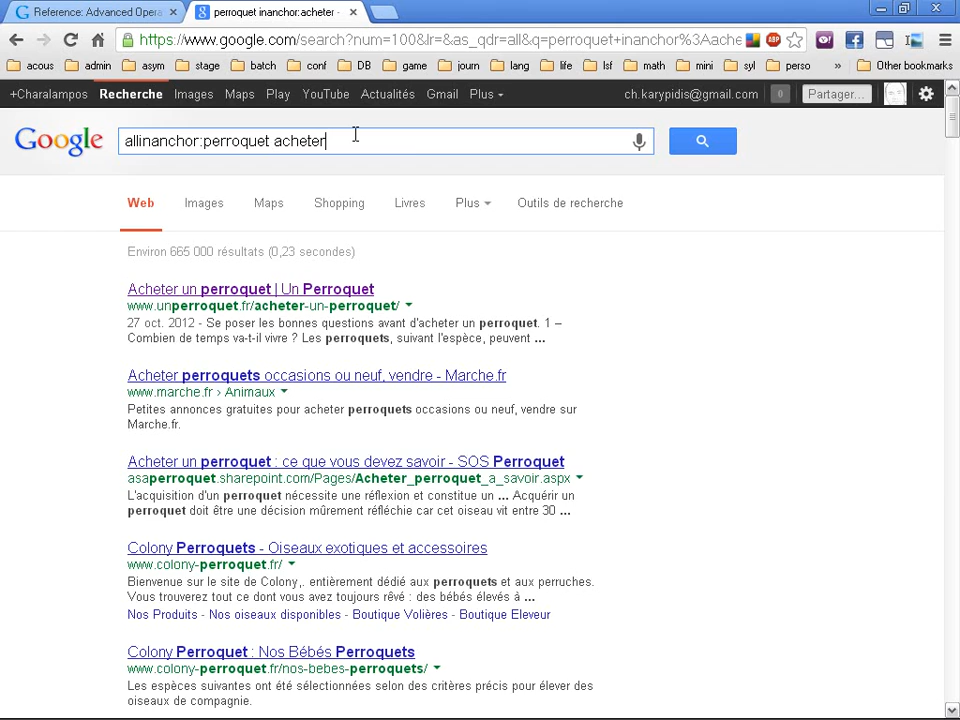 Reference: Advanced Opera
perroquet inanchor:acheter -
https://www.google.com/search?num=100&lr=&as_qdr=all&q=perroquet+inanchor%3Aache
acous admin asym stage batch conf DB game journ lang life lsf math mini syl perso » Other bookmarks
+Charalampos Recherche Images Maps Play YouTube Actualités Gmail Plus ch.karypidis@gmail.com 0 Partager...
Google allinanchor:perroquet acheter
Web Images Maps Shopping Livres Plus Outils de recherche
Environ 665 000 résultats (0,23 secondes)
Acheter un perroquet | Un Perroquet
www.unperroquet.fr/acheter-un-perroquet/
27 oct. 2012 - Se poser les bonnes questions avant d'acheter un perroquet. 1 –
Combien de temps va-t-il vivre ? Les perroquets, suivant l'espèce, peuvent ...
Acheter perroquets occasions ou neuf, vendre - Marche.fr
www.marche.fr › Animaux
Petites annonces gratuites pour acheter perroquets occasions ou neuf, vendre sur
Marche.fr.
Acheter un perroquet : ce que vous devez savoir - SOS Perroquet
asaperroquet.sharepoint.com/Pages/Acheter_perroquet_a_savoir.aspx
L'acquisition d'un perroquet nécessite une réflexion et constitue un ... Acquérir un
perroquet doit être une décision mûrement réfléchie car cet oiseau vit entre 30 ...
Colony Perroquets - Oiseaux exotiques et accessoires
www.colony-perroquet.fr/
Bienvenue sur le site de Colony,. entièrement dédié aux perroquets et aux perruches.
Vous trouverez tout ce dont vous avez toujours rêvé : des bébés élevés à ...
Nos Produits - Nos oiseaux disponibles - Boutique Volières - Boutique Eleveur
Colony Perroquet : Nos Bébés Perroquets
www.colony-perroquet.fr/nos-bebes-perroquets/
Les espèces suivantes ont été sélectionnées selon des critères précis pour élever des
oiseaux de compagnie.